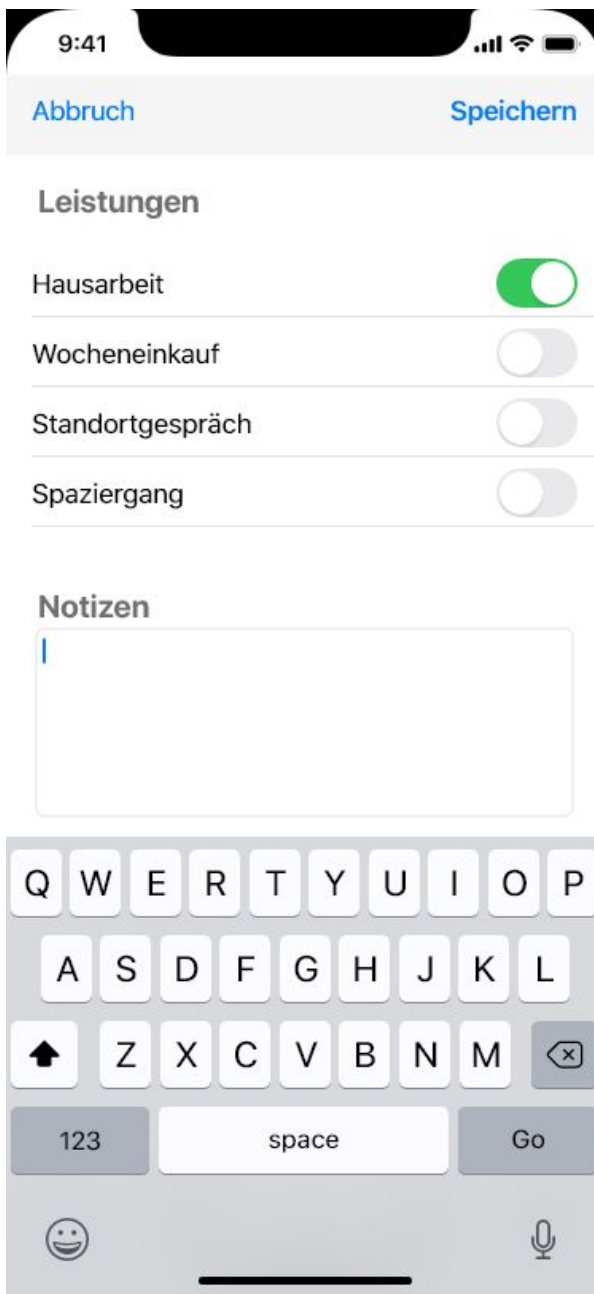 9:41
Abbruch Speichern
Leistungen
Hausarbeit
Wocheneinkauf
Standortgespräch
Spaziergang
Notizen
Q W E R T Y U I O P
A S D F G H J K L
Z X C V B N M
123 space Go